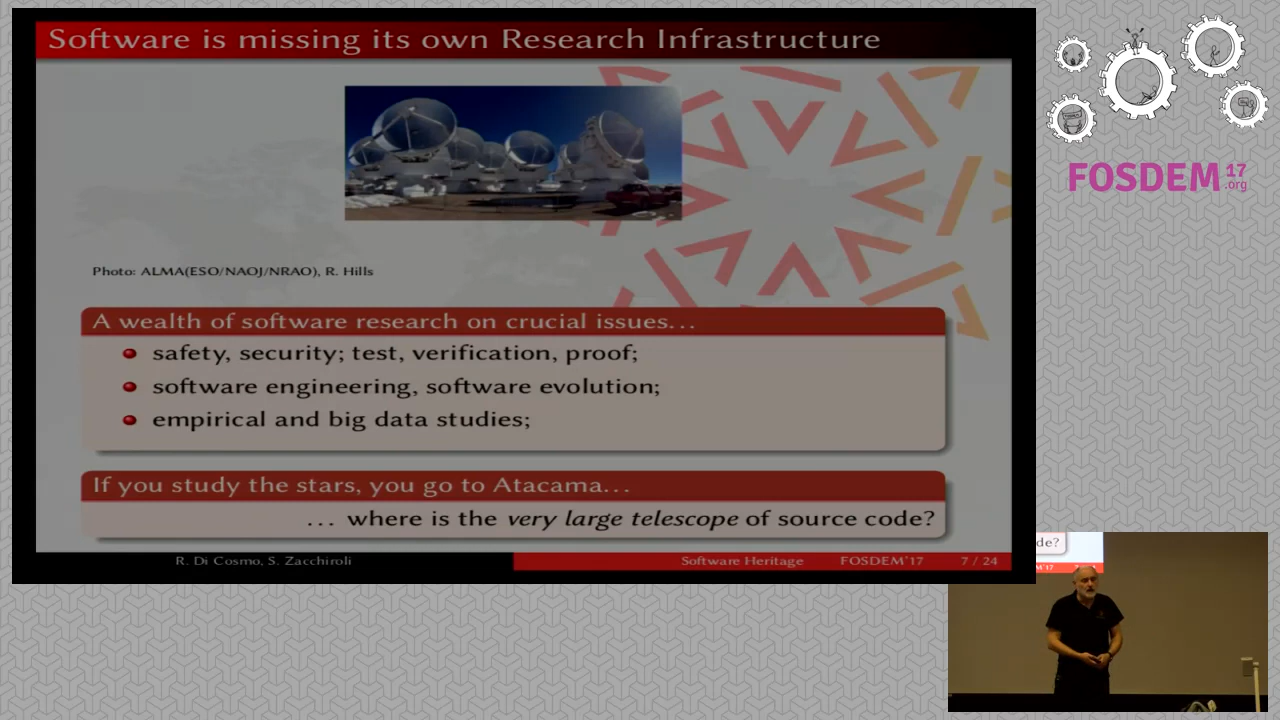 Software is missing its own Research Infrastructure
Photo: ALMA(ESO/NAOJ/NRAO), R. Hills
A wealth of software research on crucial issues...
safety, security; test, verification, proof;
software engineering, software evolution;
empirical and big data studies;
If you study the stars, you go to Atacama...
... where is the very large telescope of source code?
R. Di Cosmo, S. Zacchiroli
Software Heritage
FOSDEM'17
7 / 24
FOSDEM 17
.org
de?
M'17